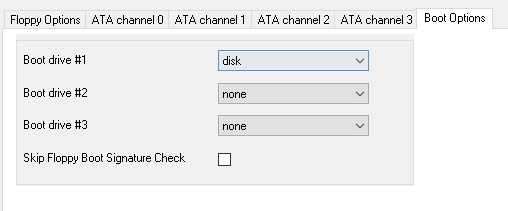 Floppy Options ATA channel 0 ATA channel 1 ATA channel 2 ATA channel 3 Boot Options
Boot drive #1 disk
Boot drive #2 none
Boot drive #3 none
Skip Floppy Boot Signature Check